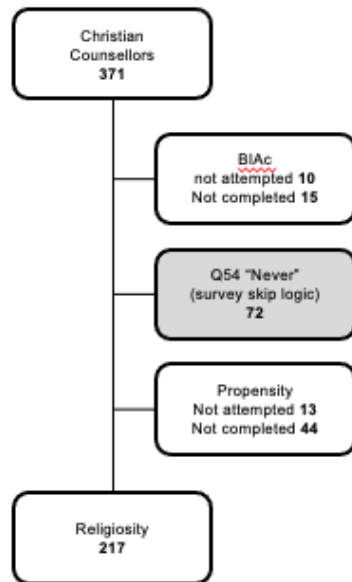 Christian
Counsellors
371
BIAc
not attempted 10
Not completed 15
Q54 “Never”
(survey skip logic)
72
Propensity
Not attempted 13
Not completed 44
Religiosity
217